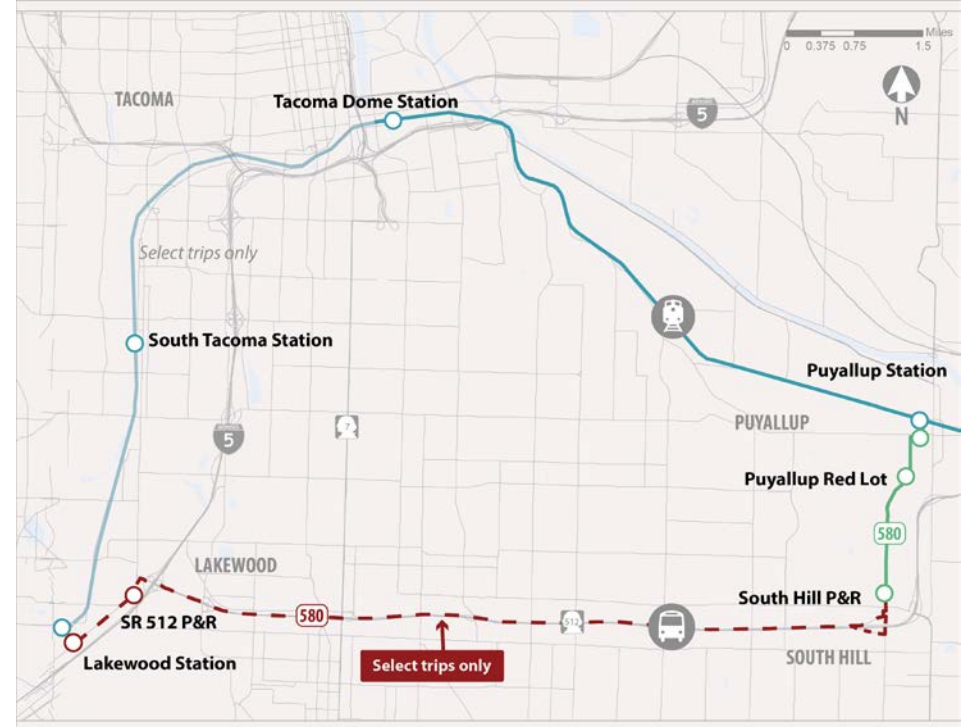 Miles
0 0.375 0.75 1.5
N
TACOMA
Tacoma Dome Station
5
Select trips only
South Tacoma Station
Puyallup Station
5
7
PUYALLUP
Puyallup Red Lot
580
LAKEWOOD
South Hill P&R
SR 512 P&R
580
512
Lakewood Station
Select trips only
SOUTH HILL